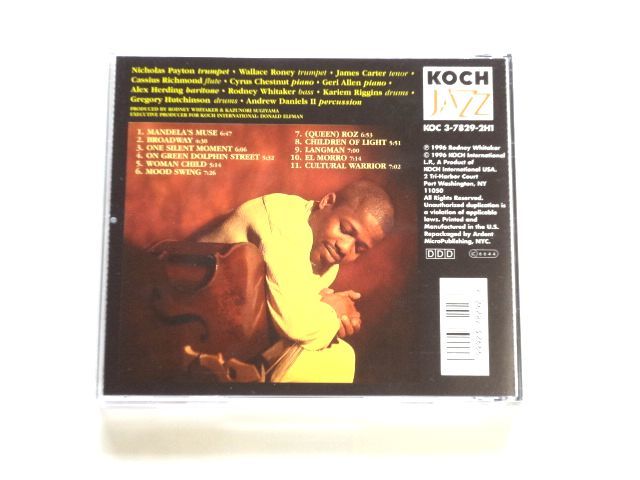 Nicholas Payton trumpet • Wallace Roney trumpet • James Carter tenor •
Cassius Richmond flute • Cyrus Chestnut piano • Geri Allen piano •
Alex Herding baritone • Rodney Whitaker bass • Kariem Riggins drums •
Gregory Hutchinson drums • Andrew Daniels II percussion
PRODUCED BY RODNEY WHITAKER & KAZUNORI SUGIYAMA
EXECUTIVE PRODUCER FOR KOCH INTERNATIONAL: DONALD ELFMAN
1. MANDELA'S MUSE 6:47
2. BROADWAY 6:30
3. ONE SILENT MOMENT 6:06
4. ON GREEN DOLPHIN STREET 5:32
5. WOMAN CHILD 5:14
6. MOOD SWING 7:26
7. (QUEEN) ROZ 6:53
8. CHILDREN OF LIGHT 5:51
9. LANGMAN 7:00
10. EL MORRO 7:14
11. CULTURAL WARRIOR 7:02
KOCH
JAZZ
KOC 3-7829-2H1
℗ 1996 Rodney Whitaker
© 1996 KOCH International
L.P. A Product of
KOCH International USA.
2 Tri-Harbor Court
Port Washington, NY
11050
All Rights Reserved.
Unauthorized duplication is
a violation of applicable
laws. Printed and
Manufactured in the U.S.
Repackaged by Ardent
MicroPublishing, NYC.
DDD